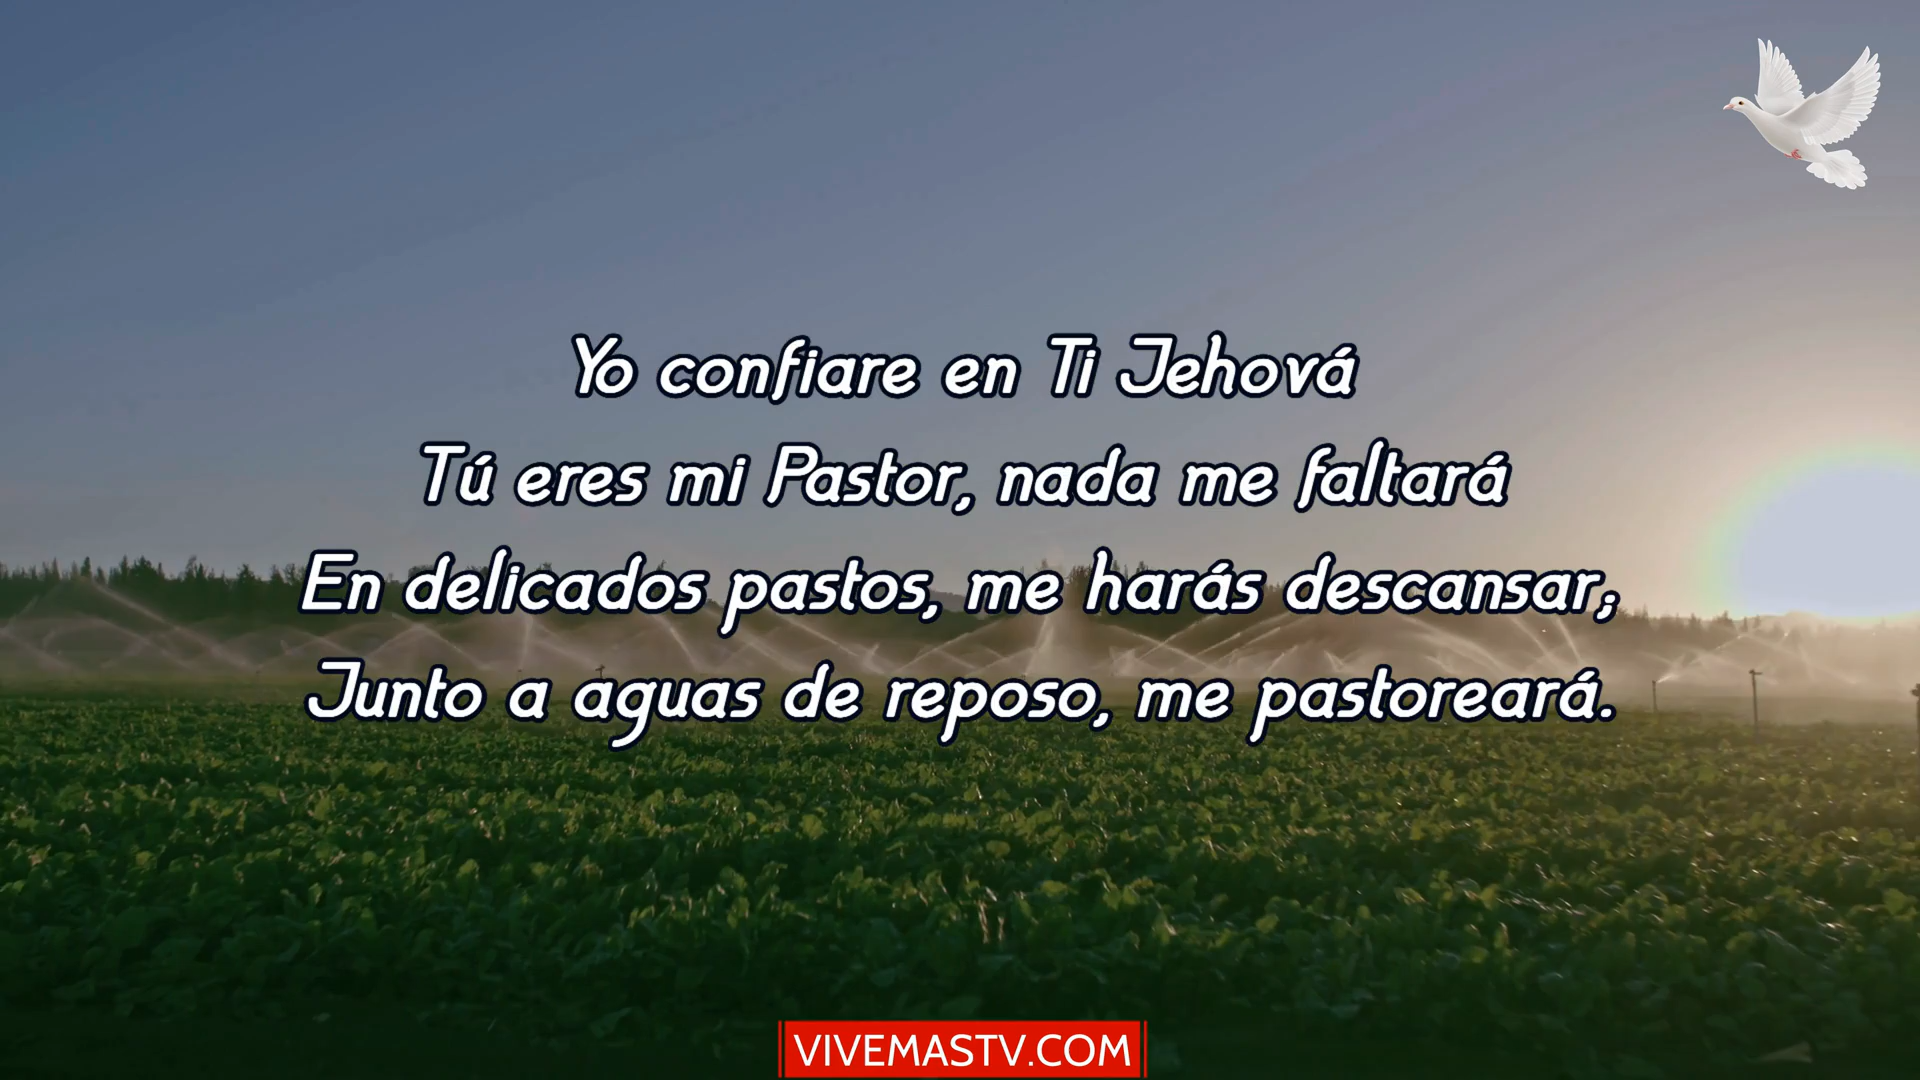 Yo confiare en Ti Jehová
Tú eres mi Pastor, nada me faltará
En delicados pastos, me harás descansar;
Junto a aguas de reposo, me pastoreará.
VIVEMASTV.COM